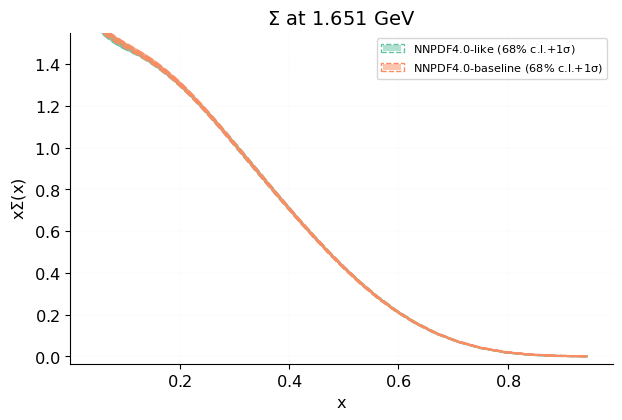 Σ at 1.651 GeV
NNPDF4.0-like (68% c.l.+1σ)
NNPDF4.0-baseline (68% c.l.+1σ)
xΣ(x)
1.4
1.2
1.0
0.8
0.6
0.4
0.2
0.0
0.2 0.4 0.6 0.8
x